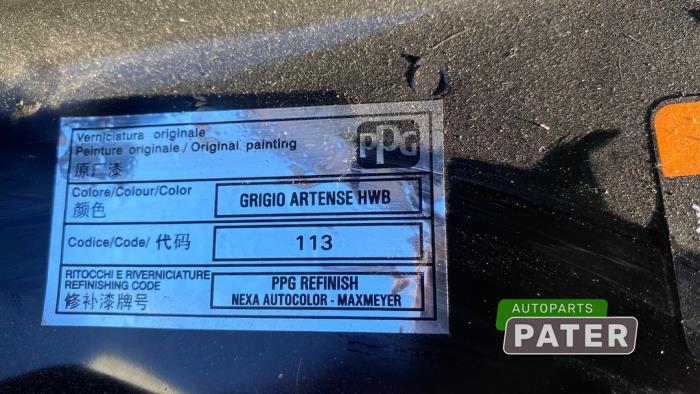 Verniciatura originale
Peinture originale / Original painting
原厂漆
PPG
Colore/Colour/Color
颜色
GRIGIO ARTENSE HWB
Codice/Code/ 代码
113
RITOCCHI E RIVERNICIATURE
REFINISHING CODE
修补漆牌号
PPG REFINISH
NEXA AUTOCOLOR - MAXMEYER
AUTOPARTS
PATER